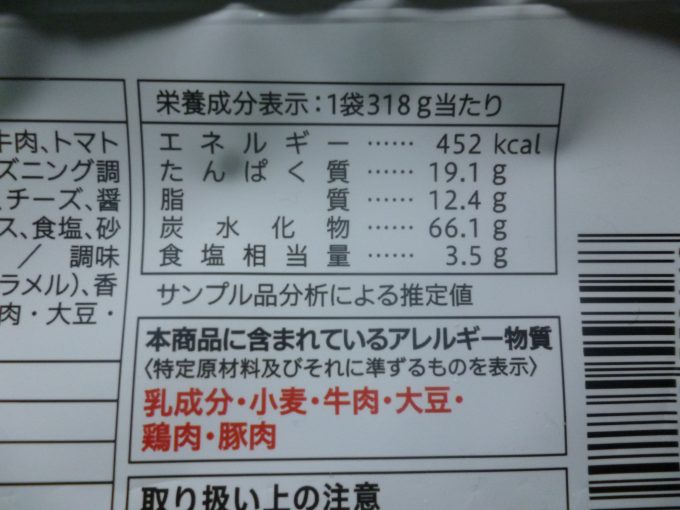 牛肉、トマト
ズニング調
、チーズ、醤
ス、食塩、砂
/ 調味
ラメル)、香
肉・大豆・
栄養成分表示:1袋318g当たり
エネルギー…… 452 kcal
たんぱく質…… 19.1 g
脂質…… 12.4 g
炭水化物…… 66.1 g
食塩相当量…… 3.5 g
サンプル品分析による推定値
本商品に含まれているアレルギー物質
〈特定原材料及びそれに準ずるものを表示〉
乳成分・小麦・牛肉・大豆・
鶏肉・豚肉
取り扱い上の注意